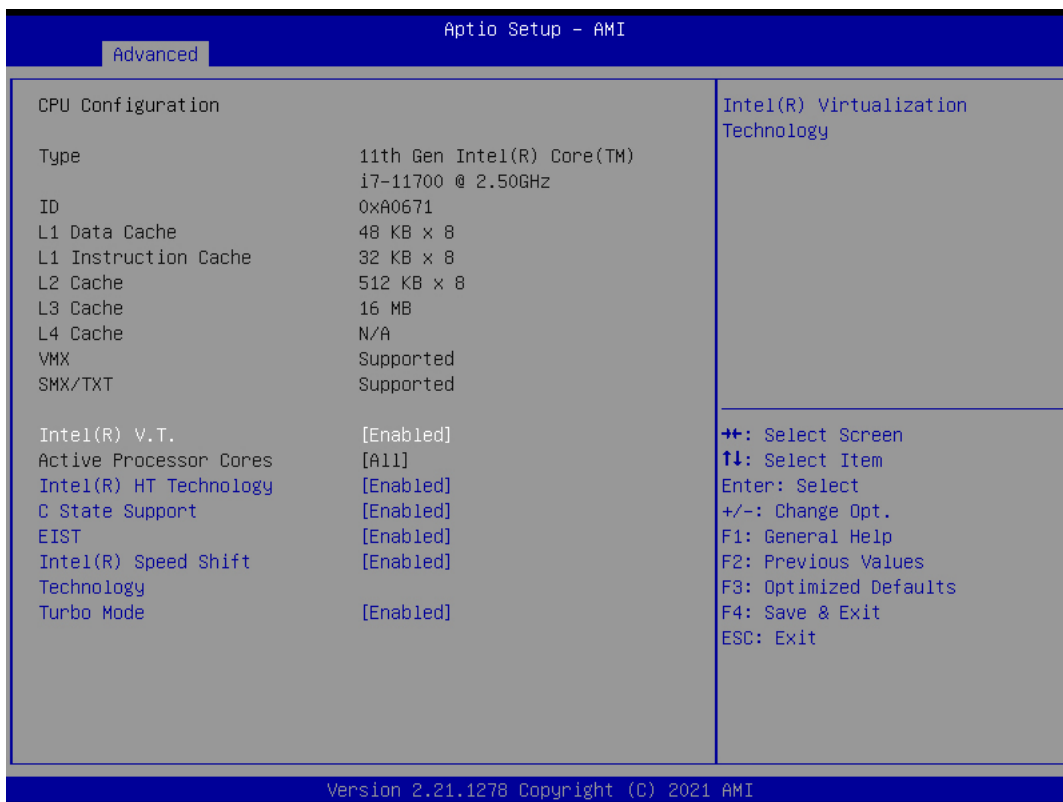 Aptio Setup – AMI
Advanced
CPU Configuration
Type 11th Gen Intel(R) Core(TM)
i7-11700 @ 2.50GHz
ID 0xA0671
L1 Data Cache 48 KB x 8
L1 Instruction Cache 32 KB x 8
L2 Cache 512 KB x 8
L3 Cache 16 MB
L4 Cache N/A
VMX Supported
SMX/TXT Supported
Intel(R) V.T. [Enabled]
Active Processor Cores [All]
Intel(R) HT Technology [Enabled]
C State Support [Enabled]
EIST [Enabled]
Intel(R) Speed Shift [Enabled]
Technology
Turbo Mode [Enabled]
Intel(R) Virtualization
Technology
→←: Select Screen
↑↓: Select Item
Enter: Select
+/-: Change Opt.
F1: General Help
F2: Previous Values
F3: Optimized Defaults
F4: Save & Exit
ESC: Exit
Version 2.21.1278 Copyright (C) 2021 AMI